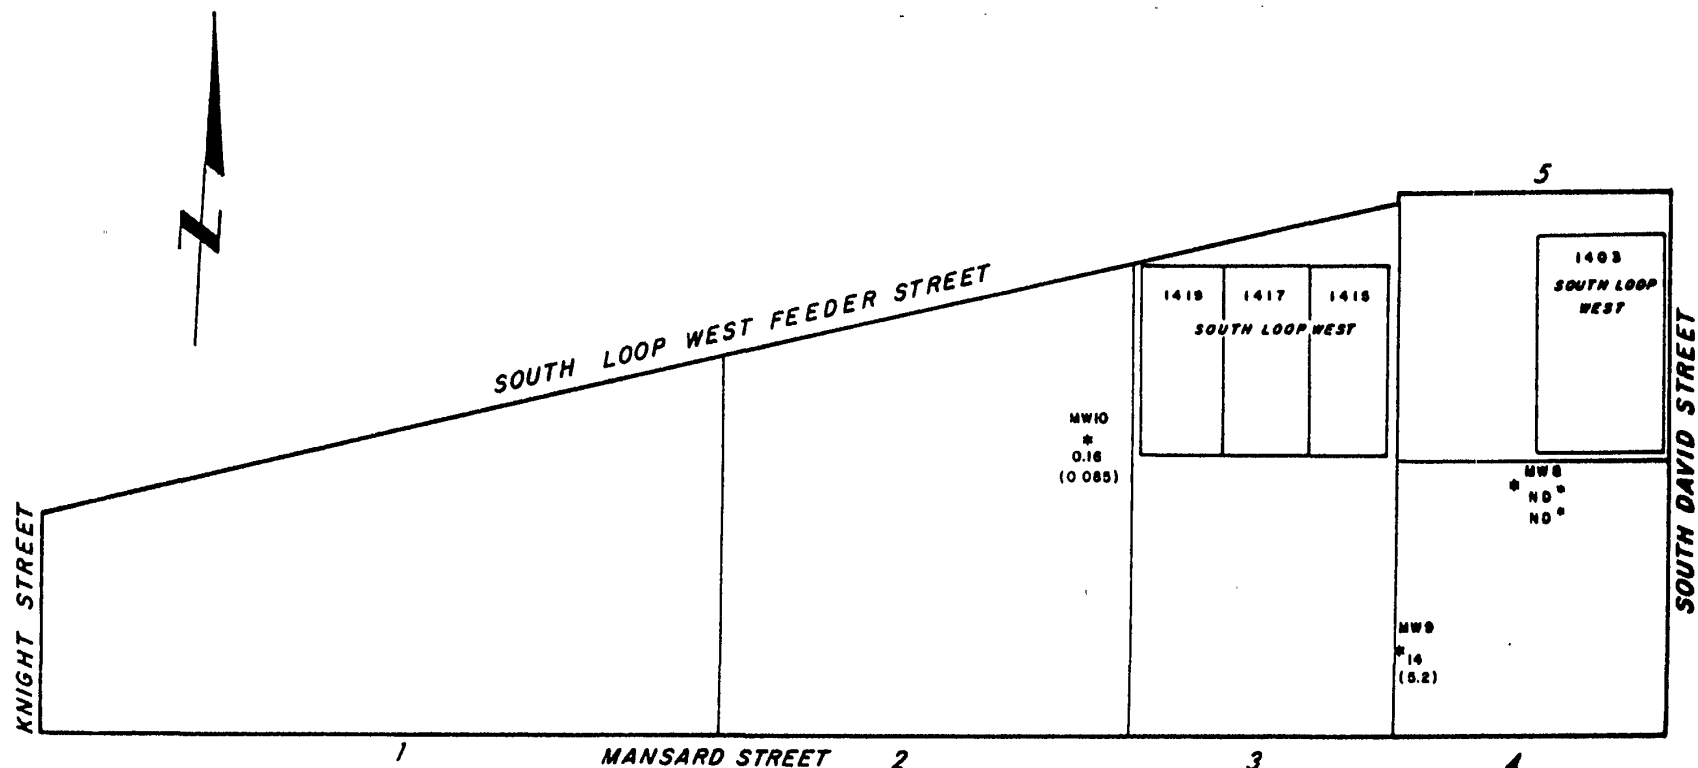 N
5
1403
SOUTH LOOP
WEST
1419 1417 1415
SOUTH LOOP WEST
SOUTH LOOP WEST FEEDER STREET
SOUTH DAVID STREET
MW10
*
0.16
(0.085)
MW8
* ND*
ND*
KNIGHT STREET
MW9
*14
(5.2)
1 MANSARD STREET 2 3 4